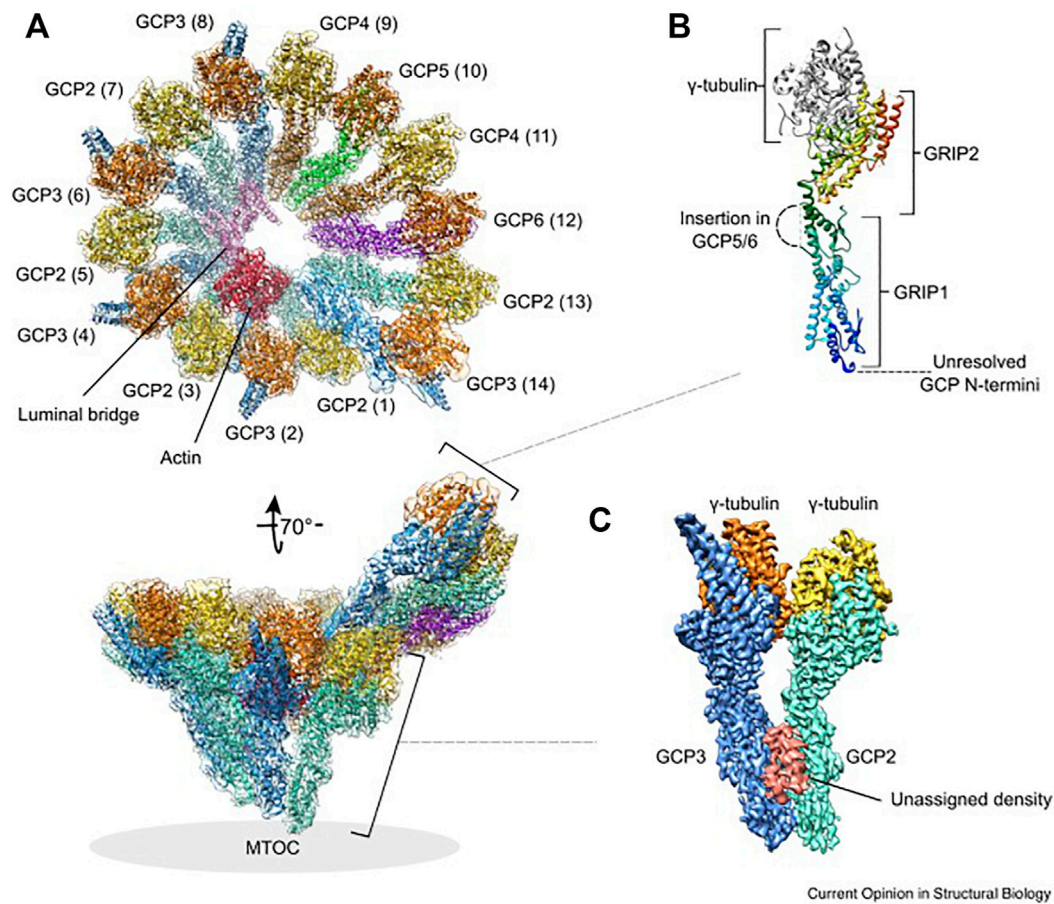 A
GCP3
(8)
GCP4 (9)
GCP5 (10)
GCP2
(7)
GCP4
(11)
GCP3
(6)
GCP6
(12)
GCP2
(5)
GCP2
(13)
GCP3
(4)
GCP3
(14)
GCP2 (3)
GCP2 (1)
GCP3 (2)
Luminal bridge
Actin
70°
MTOC
B
γ-tubulin
GRIP2
Insertion in
GCP5/6
GRIP1
Unresolved
GCP N-termini
C
γ-tubulin
γ-tubulin
GCP3
GCP2
Unassigned density
Current Opinion in Structural Biology